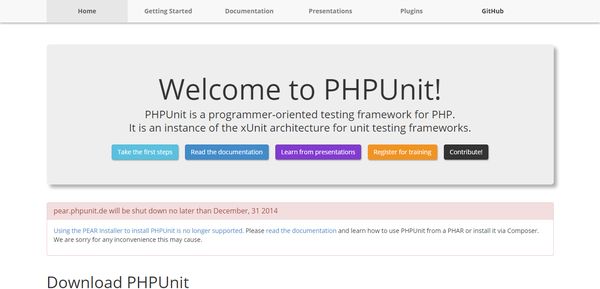 Home Getting Started Documentation Presentations Plugins GitHub
Welcome to PHPUnit!
PHPUnit is a programmer-oriented testing framework for PHP.
It is an instance of the xUnit architecture for unit testing frameworks.
Take the first steps Read the documentation Learn from presentations Register for training Contribute!
pear.phpunit.de will be shut down no later than December, 31 2014
Using the PEAR Installer to install PHPUnit is no longer supported. Please read the documentation and learn how to use PHPUnit from a PHAR or install it via Composer.
We are sorry for any inconvenience this may cause.
Download PHPUnit